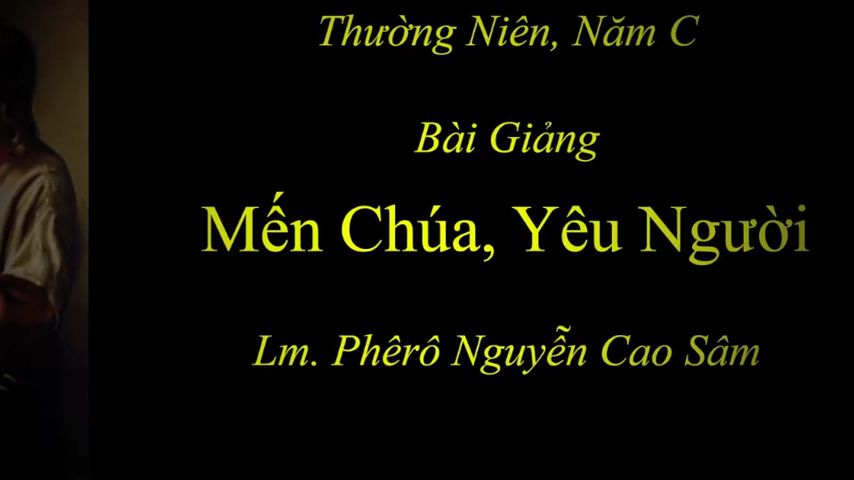 Thường Niên, Năm C
Bài Giảng
Mến Chúa, Yêu Người
Lm. Phêrô Nguyễn Cao Sâm